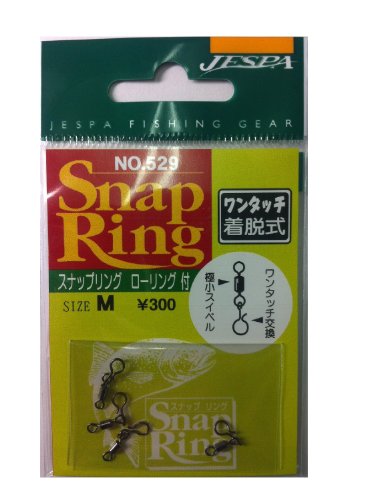 JESPA
JESPA FISHING GEAR
NO.529
Snap
Ring
ワンタッチ
着脱式
スナップリング ローリング付
SIZE M ¥300
極小スイベル
ワンタッチ交換
スナップ リング
Snap
Ring